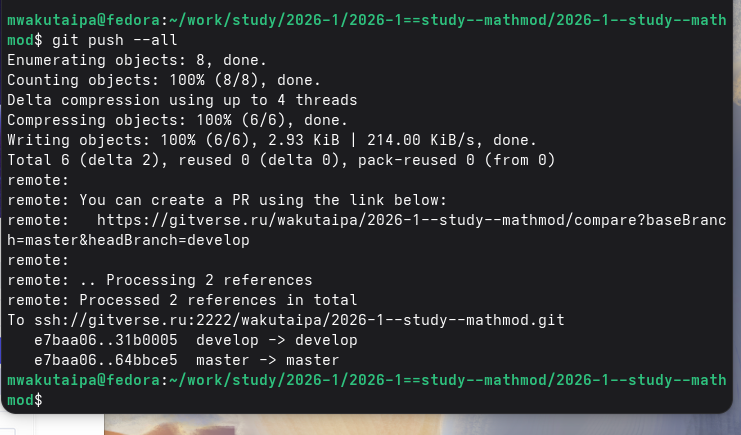 mwakutaipa@fedora:~/work/study/2026-1/2026-1==study--mathmod/2026-1--study--math
mod$ git push --all
Enumerating objects: 8, done.
Counting objects: 100% (8/8), done.
Delta compression using up to 4 threads
Compressing objects: 100% (6/6), done.
Writing objects: 100% (6/6), 2.93 KiB | 214.00 KiB/s, done.
Total 6 (delta 2), reused 0 (delta 0), pack-reused 0 (from 0)
remote:
remote: You can create a PR using the link below:
remote:   https://gitverse.ru/wakutaipa/2026-1--study--mathmod/compare?baseBranc
h=master&headBranch=develop
remote:
remote: .. Processing 2 references
remote: Processed 2 references in total
To ssh://gitverse.ru:2222/wakutaipa/2026-1--study--mathmod.git
   e7baa06..31b0005  develop -> develop
   e7baa06..64bbce5  master -> master
mwakutaipa@fedora:~/work/study/2026-1/2026-1==study--mathmod/2026-1--study--math
mod$